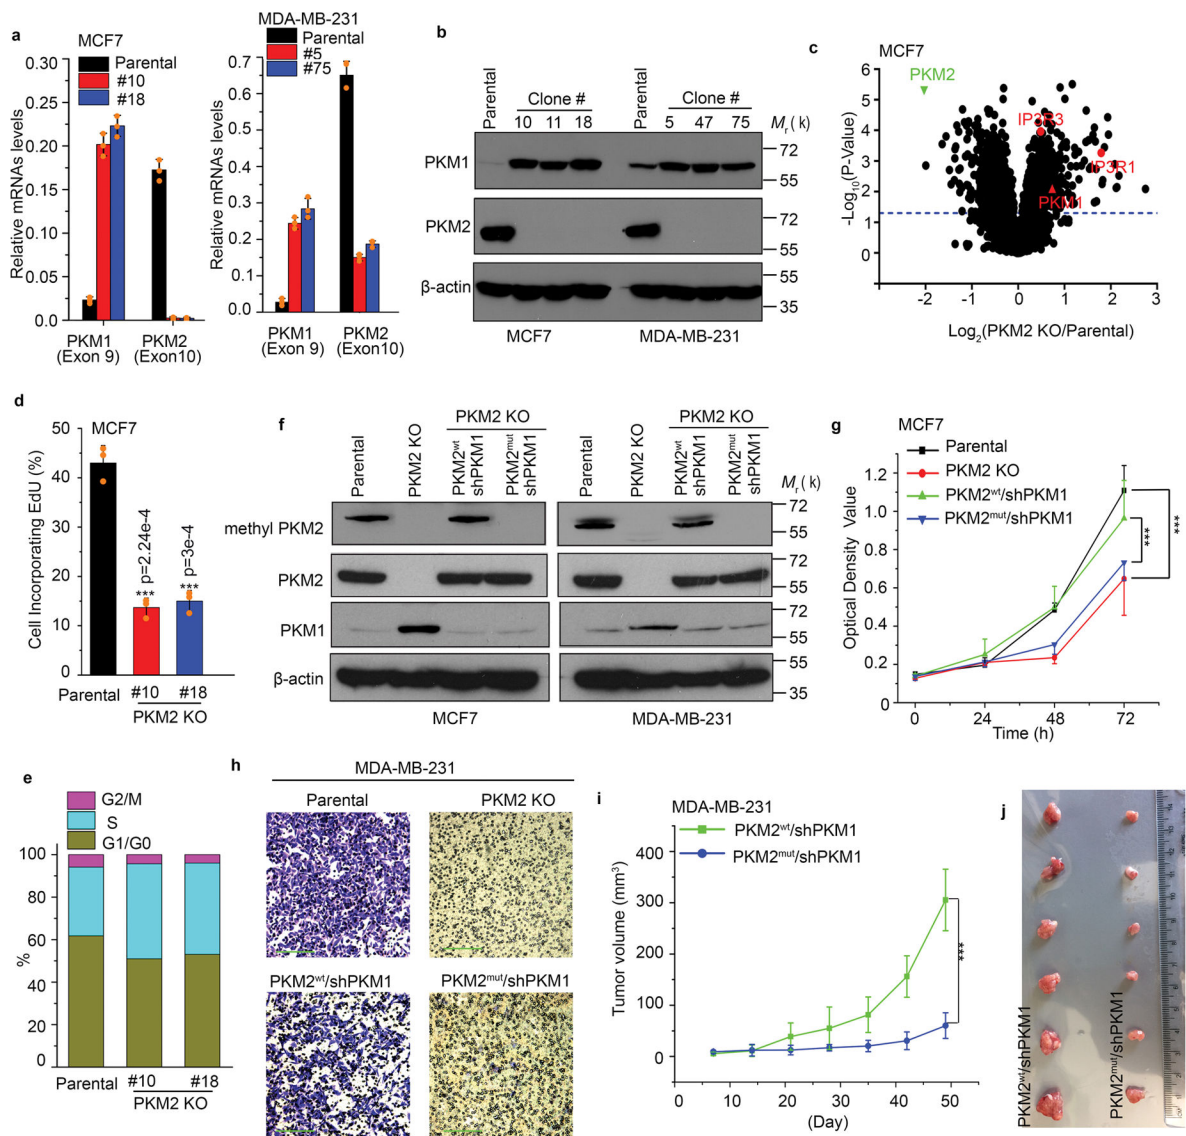 a
MCF7
Parental
#10
#18
Relative mRNAs levels
0.30
0.25
0.20
0.15
0.10
0.05
0.0
PKM1
(Exon 9)
PKM2
(Exon10)
MDA-MB-231
Parental
#5
#75
Relative mRNAs levels
0.7
0.6
0.5
0.4
0.3
0.2
0.1
0.0
PKM1
(Exon 9)
PKM2
(Exon10)
b
Parental
Clone #
10 11 18
Parental
Clone #
5 47 75
Mr( k)
PKM1
72
55
PKM2
72
55
β-actin
55
35
MCF7
MDA-MB-231
c
MCF7
PKM2
IP3R3
IP3R1
PKM1
-Log10(P-Value)
6
5
4
3
2
1
0
-2 -1 0 1 2 3
Log2(PKM2 KO/Parental)
d
MCF7
Cell Incorporating EdU (%)
50
40
30
20
10
0
p=2.24e-4
***
p=3e-4
***
Parental
#10
#18
PKM2 KO
f
Parental
PKM2 KO
PKM2 KO
PKM2wt
shPKM1
PKM2mut
shPKM1
Parental
PKM2 KO
PKM2 KO
PKM2wt
shPKM1
PKM2mut
shPKM1
Mr( k)
methyl PKM2
72
55
PKM2
72
55
PKM1
72
55
β-actin
55
35
MCF7
MDA-MB-231
g
MCF7
Parental
PKM2 KO
PKM2wt/shPKM1
PKM2mut/shPKM1
Optical Density Value
1.2
1.0
0.8
0.6
0.4
0.2
0
***
***
0 24 48 72
Time (h)
e
G2/M
S
G1/G0
%
100
80
60
40
20
0
Parental
#10
#18
PKM2 KO
h
MDA-MB-231
Parental
PKM2 KO
PKM2wt/shPKM1
PKM2mut/shPKM1
i
MDA-MB-231
PKM2wt/shPKM1
PKM2mut/shPKM1
Tumor volume (mm3)
400
300
200
100
0
***
0 10 20 30 40 50
(Day)
j
PKM2wt/shPKM1
PKM2mut/shPKM1